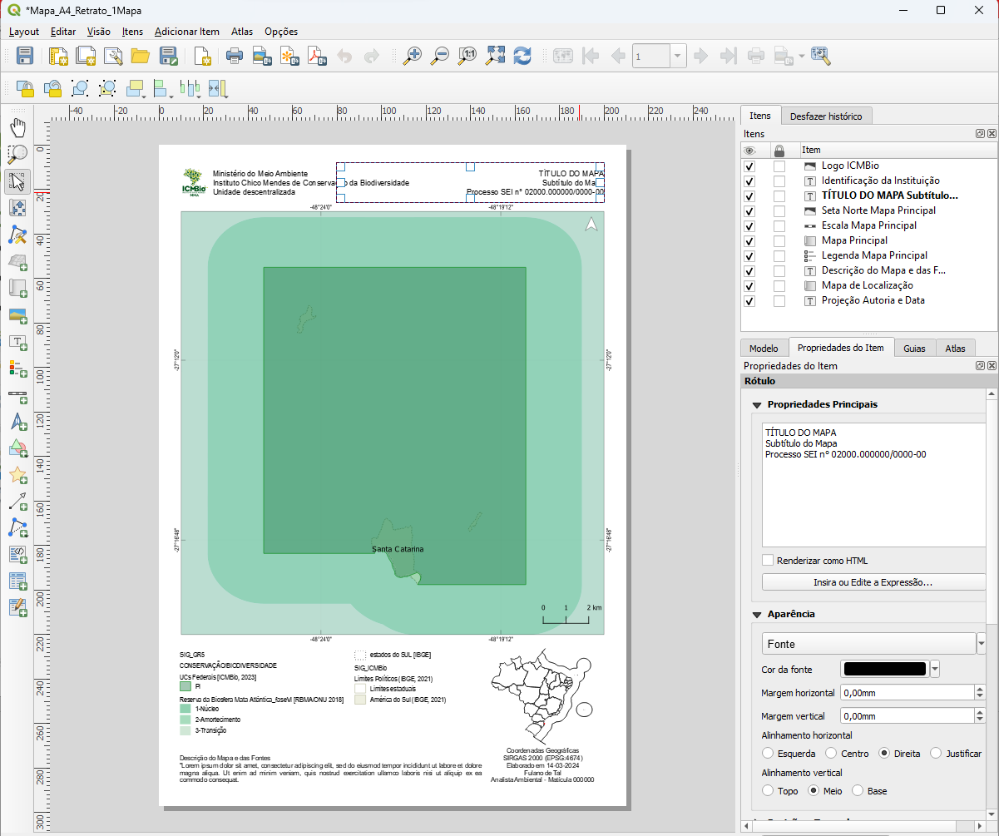 *Mapa_A4_Retrato_1Mapa
Layout Editar Visão Itens Adicionar Item Atlas Opções
1:1
1
-40 -20 0 20 40 60 80 100 120 140 160 180 200 220 240
0
20
40
60
80
100
120
140
160
180
200
220
240
260
280
300
ICMBio
MMA
Ministério do Meio Ambiente
Instituto Chico Mendes de Conservação da Biodiversidade
Unidade descentralizada
TÍTULO DO MAPA
Subtítulo do Ma
Processo SEI n° 02000.000000/0000-00
-48°24'0" -48°19'12"
-27°12'0" -27°12'0"
-27°16'48" -27°16'48"
Santa Catarina
0 1 2 km
-48°24'0" -48°19'12"
SIG_GR5
CONSERVAÇÃO/BIODIVERSIDADE
UCs Federais [ICMBio, 2023]
PI
Reserva da Biosfera Mata Atlântica_faseVI [RBMA/ONU 2018]
1-Núcleo
2-Amortecimento
3-Transição
estados do SUL [IBGE]
SIG_ICMBio
Limites Políticos (IBGE, 2021)
Limites estaduais
América do Sul (IBGE, 2021)
Descrição do Mapa e das Fontes
"Lorem ipsum dolor sit amet, consectetur adipiscing elit, sed do eiusmod tempor incididunt ut labore et dolore
magna aliqua. Ut enim ad minim veniam, quis nostrud exercitation ullamco laboris nisi ut aliquip ex ea
commodo consequat.
Coordenadas Geográficas
SIRGAS 2000 (EPSG:4674)
Elaborado em 14-03-2024
Fulano de Tal
Analista Ambiental - Matícula 000000
Itens Desfazer histórico
Itens
Item
Logo ICMBio
Identificação da Instituição
TÍTULO DO MAPA Subtítulo...
Seta Norte Mapa Principal
Escala Mapa Principal
Mapa Principal
Legenda Mapa Principal
Descrição do Mapa e das F...
Mapa de Localização
Projeção Autoria e Data
Modelo Propriedades do Item Guias Atlas
Propriedades do Item
Rótulo
Propriedades Principais
TÍTULO DO MAPA
Subtítulo do Mapa
Processo SEI n° 02000.000000/0000-00
Renderizar como HTML
Insira ou Edite a Expressão...
Aparência
Fonte
Cor da fonte
Margem horizontal 0,00mm
Margem vertical 0,00mm
Alinhamento horizontal
Esquerda Centro Direita Justificar
Alinhamento vertical
Topo Meio Base